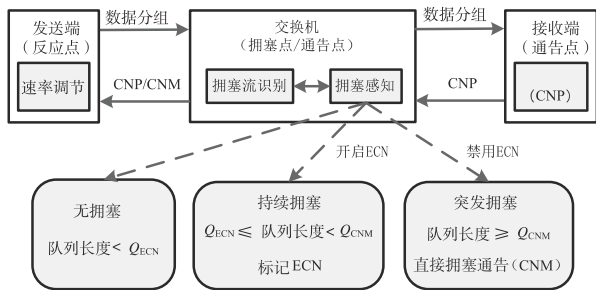 发送端
(反应点)
速率调节
数据分组
CNP/CNM
交换机
(拥塞点/通告点)
拥塞流识别
拥塞感知
数据分组
CNP
接收端
(通告点)
(CNP)
开启ECN
禁用ECN
无拥塞
队列长度< QECN
持续拥塞
QECN ≤ 队列长度< QCNM
标记ECN
突发拥塞
队列长度 ≥ QCNM
直接拥塞通告(CNM)